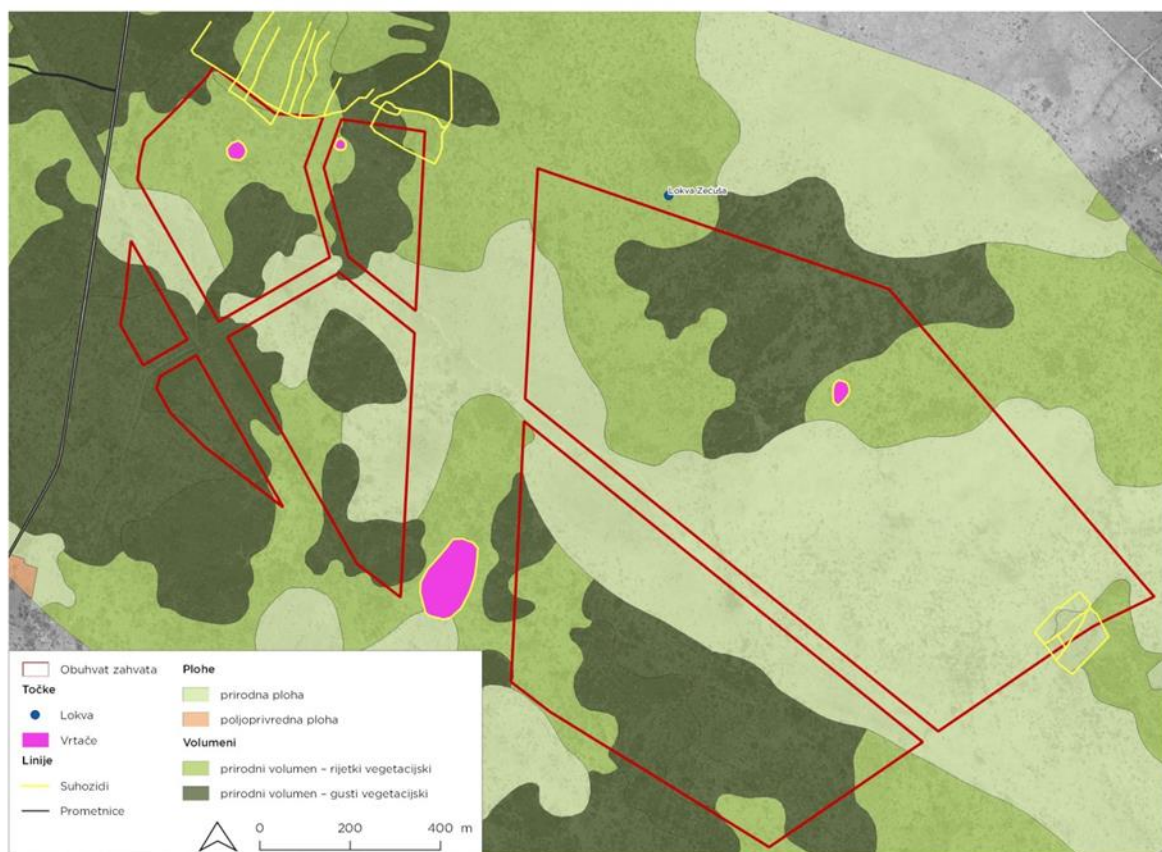 Lokva Zečuša
Obuhvat zahvata
Točke
Lokva
Vrtače
Linije
Suhozidi
Prometnice
Plohe
prirodna ploha
poljoprivredna ploha
Volumeni
prirodni volumen – rijetki vegetacijski
prirodni volumen – gusti vegetacijski
0 200 400 m